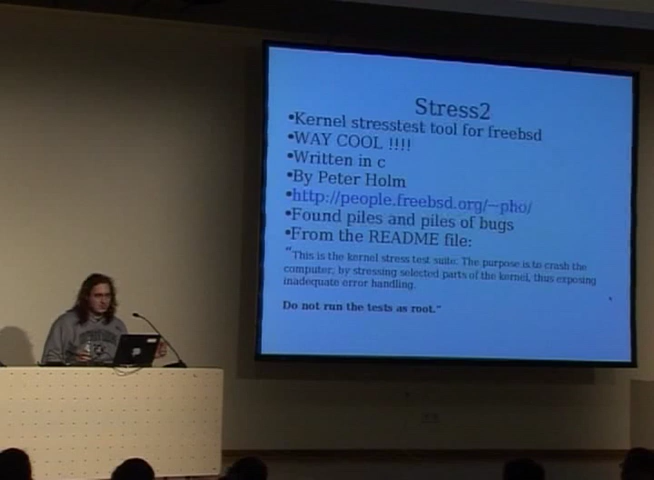 Stress2
•Kernel stresstest tool for freebsd
•WAY COOL !!!!
•Written in c
•By Peter Holm
•http://people.freebsd.org/~pho/
•Found piles and piles of bugs
•From the README file:
"This is the kernel stress test suite. The purpose is to crash the
computer, by stressing selected parts of the kernel, thus exposing
inadequate error handling.
Do not run the tests as root."